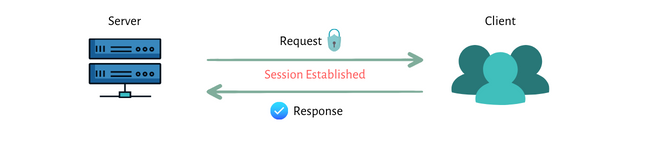 Server
Client
Request
Session Established
Response